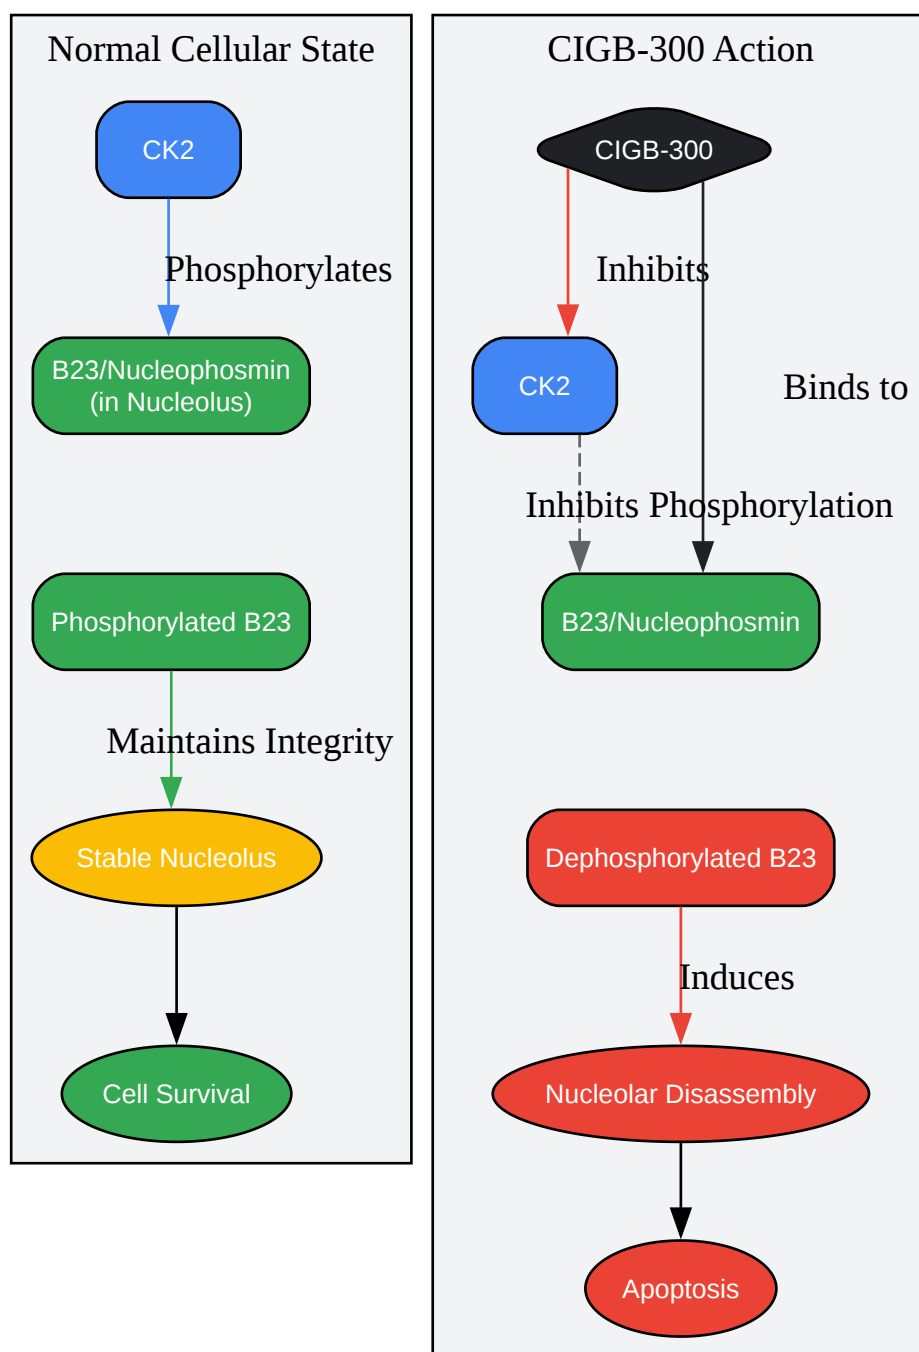 Normal Cellular State
CK2
Phosphorylates
B23/Nucleophosmin
(in Nucleolus)
Phosphorylated B23
Maintains Integrity
Stable Nucleolus
Cell Survival
CIGB-300 Action
CIGB-300
Inhibits
CK2
Binds to
Inhibits Phosphorylation
B23/Nucleophosmin
Dephosphorylated B23
Induces
Nucleolar Disassembly
Apoptosis